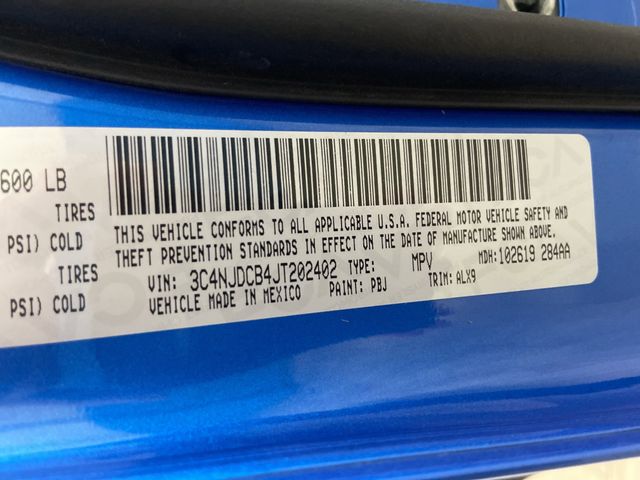 600 LB
TIRES
PSI) COLD
TIRES
PSI) COLD
THIS VEHICLE CONFORMS TO ALL APPLICABLE U.S.A. FEDERAL MOTOR VEHICLE SAFETY AND
THEFT PREVENTION STANDARDS IN EFFECT ON THE DATE OF MANUFACTURE SHOWN ABOVE.
VIN: 3C4NJDCB4JT202402 TYPE: MPV MDH:102619 284AA
VEHICLE MADE IN MEXICO PAINT: PBJ TRIM: ALX9